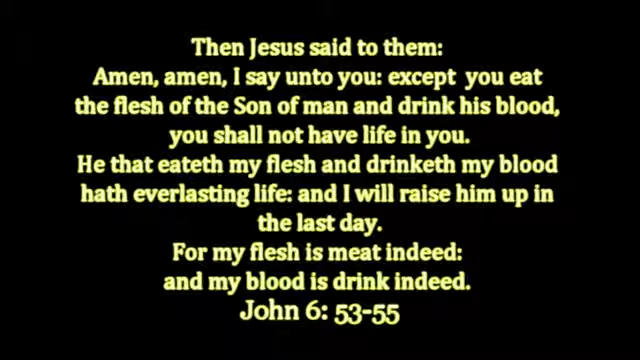 Then Jesus said to them:
Amen, amen, I say unto you: except you eat
the flesh of the Son of man and drink his blood,
you shall not have life in you.
He that eateth my flesh and drinketh my blood
hath everlasting life: and I will raise him up in
the last day.
For my flesh is meat indeed:
and my blood is drink indeed.
John 6: 53-55